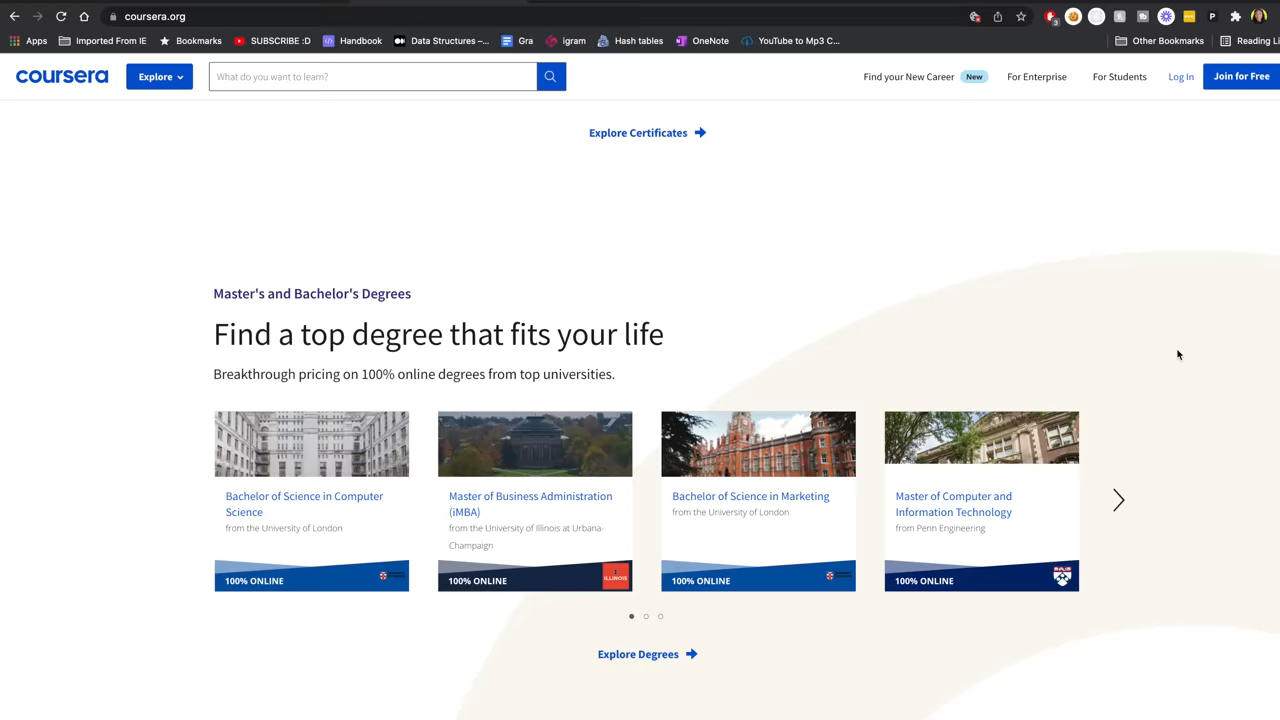 coursera.org
3
P
Apps Imported From IE Bookmarks SUBSCRIBE :D Handbook Data Structures –... Gra igram Hash tables OneNote YouTube to Mp3 C... Other Bookmarks Reading Li
coursera Explore What do you want to learn? Find your New Career New For Enterprise For Students Log In Join for Free
Explore Certificates
Master's and Bachelor's Degrees
Find a top degree that fits your life
Breakthrough pricing on 100% online degrees from top universities.
Bachelor of Science in Computer
Science
from the University of London
100% ONLINE
Master of Business Administration
(iMBA)
from the University of Illinois at Urbana-
Champaign
100% ONLINE
ILLINOIS
Bachelor of Science in Marketing
from the University of London
100% ONLINE
Master of Computer and
Information Technology
from Penn Engineering
100% ONLINE
Explore Degrees